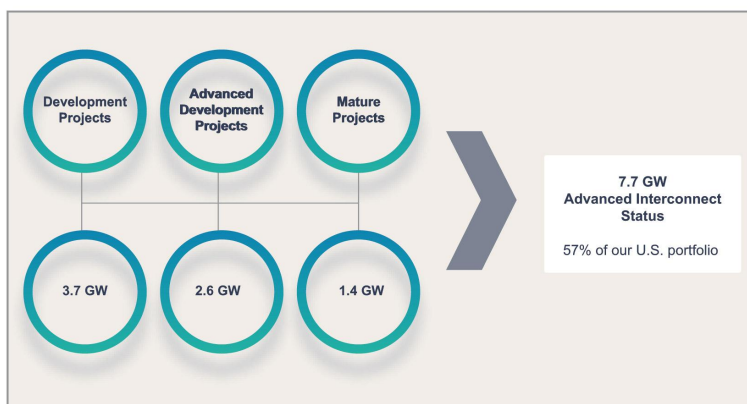 Development
Projects
Advanced
Development
Projects
Mature
Projects
3.7 GW
2.6 GW
1.4 GW
7.7 GW
Advanced Interconnect
Status
57% of our U.S. portfolio